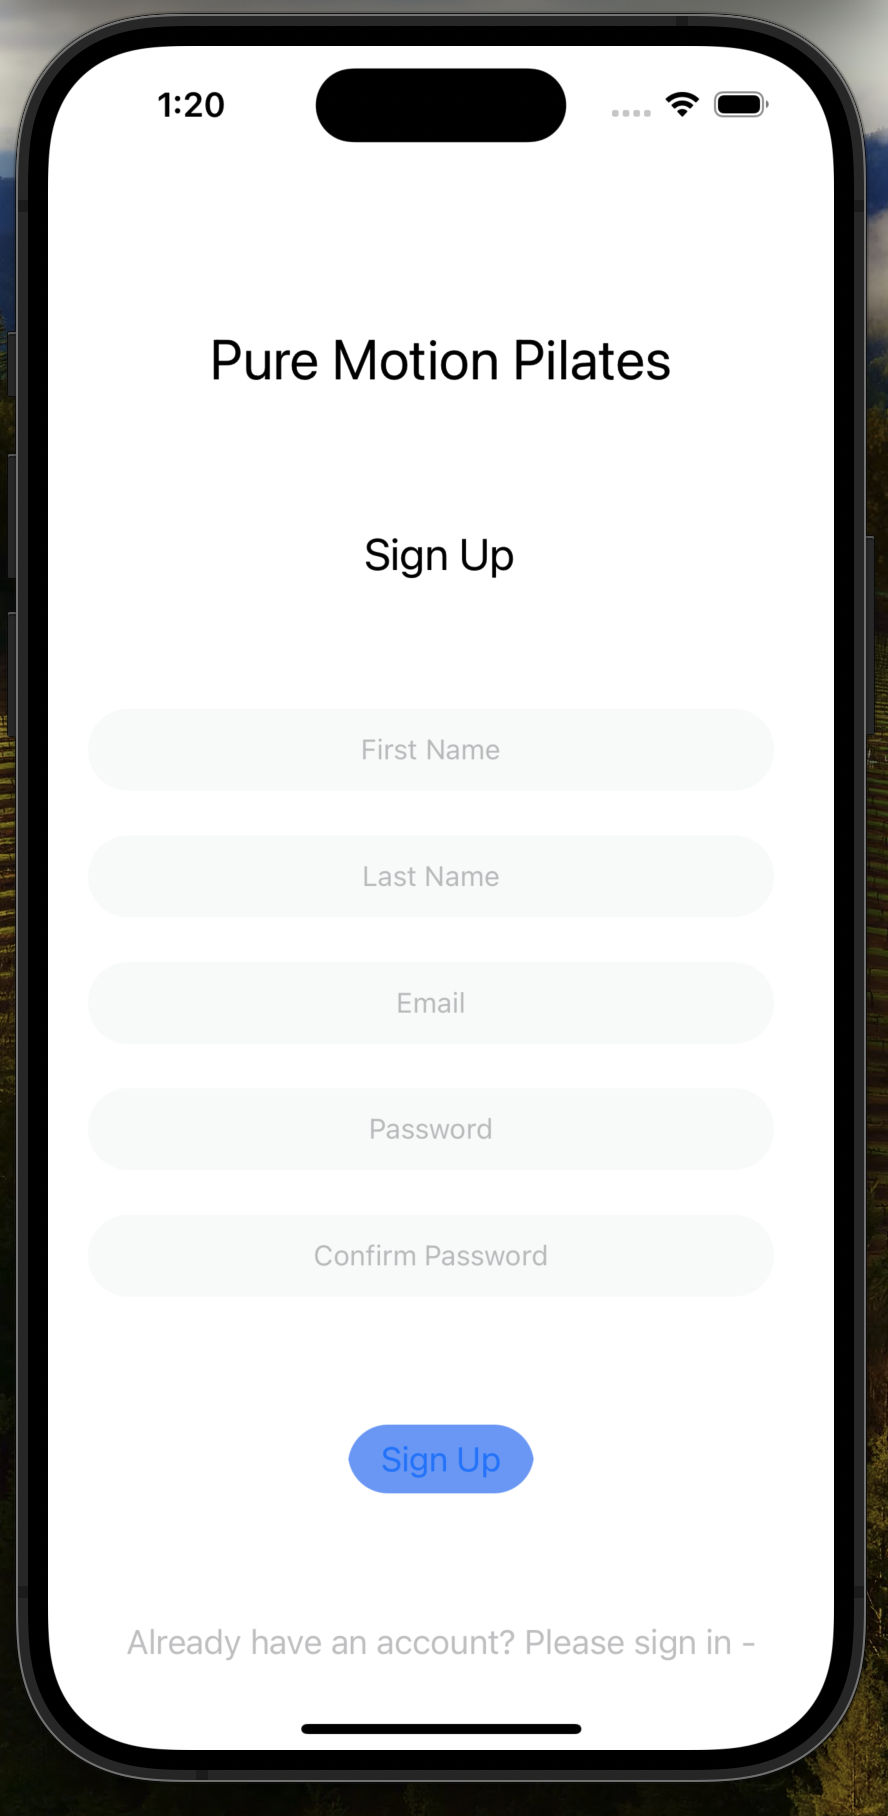 1:20
Pure Motion Pilates
Sign Up
First Name
Last Name
Email
Password
Confirm Password
Sign Up
Already have an account? Please sign in -